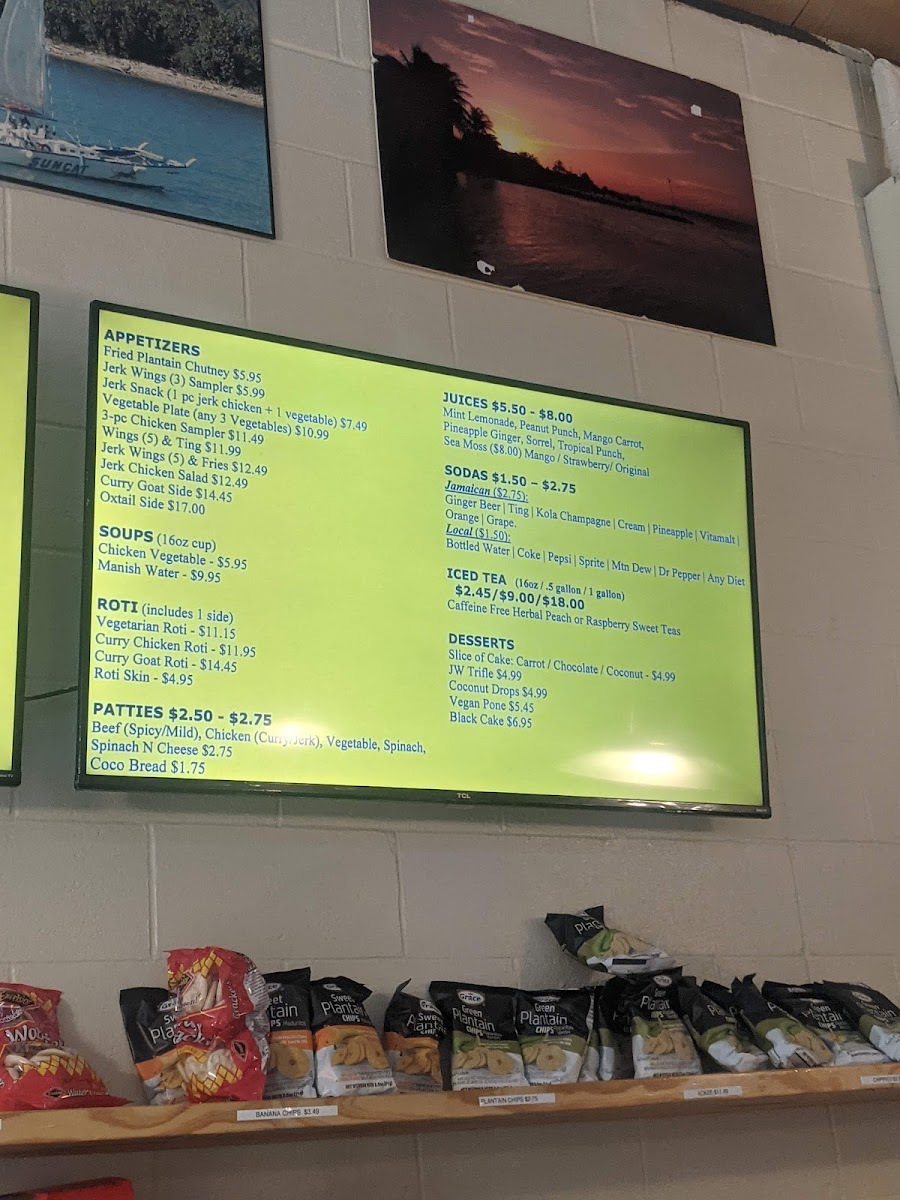 SUNCAT
APPETIZERS
Fried Plantain Chutney $5.95
Jerk Wings (3) Sampler $5.99
Jerk Snack (1 pc jerk chicken + 1 vegetable) $7.49
Vegetable Plate (any 3 Vegetables) $10.99
3-pc Chicken Sampler $11.49
Wings (5) & Ting $11.99
Jerk Wings (5) & Fries $12.49
Jerk Chicken Salad $12.49
Curry Goat Side $14.45
Oxtail Side $17.00
SOUPS (16oz cup)
Chicken Vegetable - $5.95
Manish Water - $9.95
ROTI (includes 1 side)
Vegetarian Roti - $11.15
Curry Chicken Roti - $11.95
Curry Goat Roti - $14.45
Roti Skin - $4.95
PATTIES $2.50 - $2.75
Beef (Spicy/Mild), Chicken (Curry/Jerk), Vegetable, Spinach,
Spinach N Cheese $2.75
Coco Bread $1.75
JUICES $5.50 - $8.00
Mint Lemonade, Peanut Punch, Mango Carrot,
Pineapple Ginger, Sorrel, Tropical Punch,
Sea Moss ($8.00) Mango / Strawberry/ Original
SODAS $1.50 – $2.75
Jamaican ($2.75):
Ginger Beer | Ting | Kola Champagne | Cream | Pineapple | Vitamalt |
Orange | Grape.
Local ($1.50):
Bottled Water | Coke | Pepsi | Sprite | Mtn Dew | Dr Pepper | Any Diet
ICED TEA (16oz / .5 gallon / 1 gallon)
$2.45/$9.00/$18.00
Caffeine Free Herbal Peach or Raspberry Sweet Teas
DESSERTS
Slice of Cake: Carrot / Chocolate / Coconut - $4.99
JW Trifle $4.99
Coconut Drops $4.99
Vegan Pone $5.45
Black Cake $6.95
TCL
Sweet
Plantain
CHIPS
Grace
Green
Plantain
CHIPS
Green
Plantain
CHIPS
BANANA CHIPS $3.49
PLANTAIN CHIPS $2.75